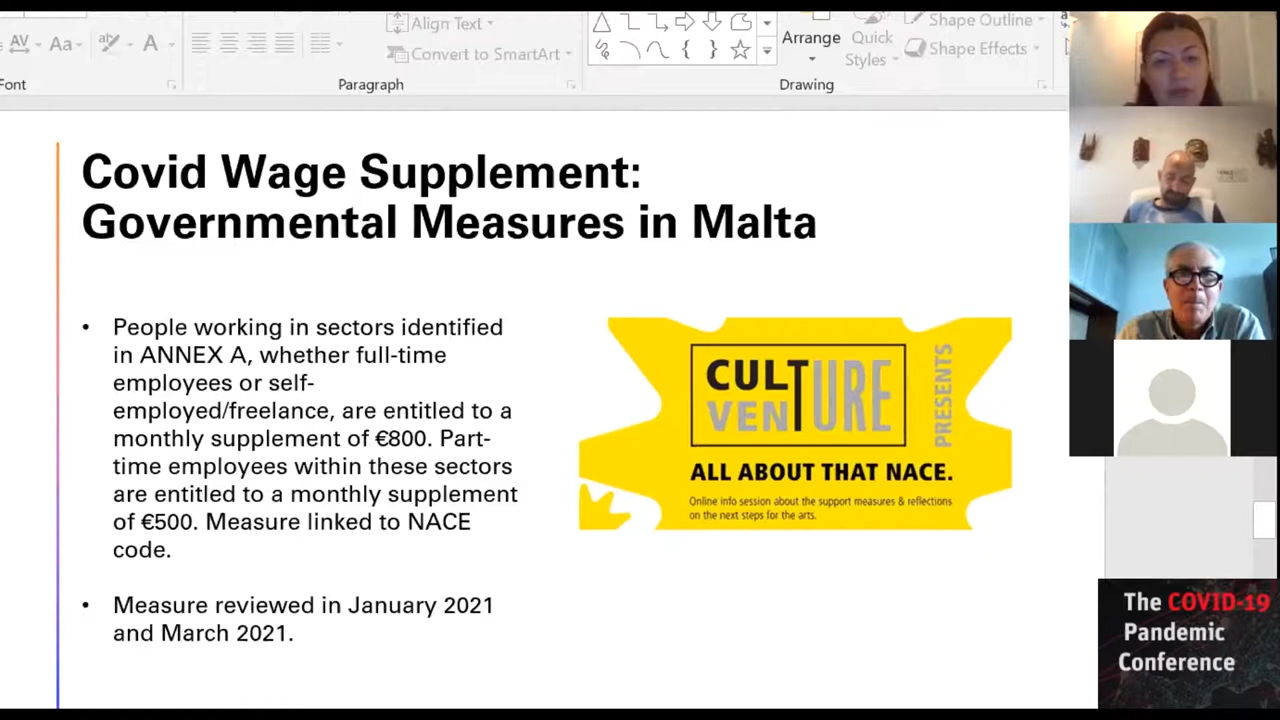 Align Text
Aa
A
AV
Convert to SmartArt
Arrange
Quick
Styles
Shape Outline
Shape Effects
Font
Paragraph
Drawing
Covid Wage Supplement:
Governmental Measures in Malta
• People working in sectors identified
in ANNEX A, whether full-time
employees or self-
employed/freelance, are entitled to a
monthly supplement of €800. Part-
time employees within these sectors
are entitled to a monthly supplement
of €500. Measure linked to NACE
code.
• Measure reviewed in January 2021
and March 2021.
CULTURE
VENTURE
PRESENTS
ALL ABOUT THAT NACE.
Online info session about the support measures & reflections
on the next steps for the arts.
The COVID-19
Pandemic
Conference